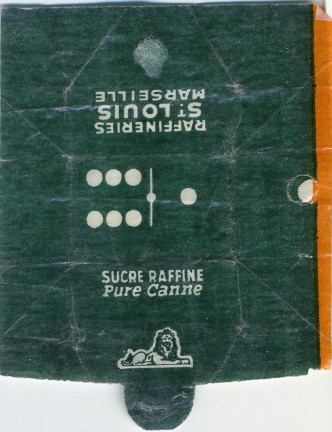 RAFFINERIES
ST LOUIS
MARSEILLE
SUCRE RAFFINE
Pure Canne